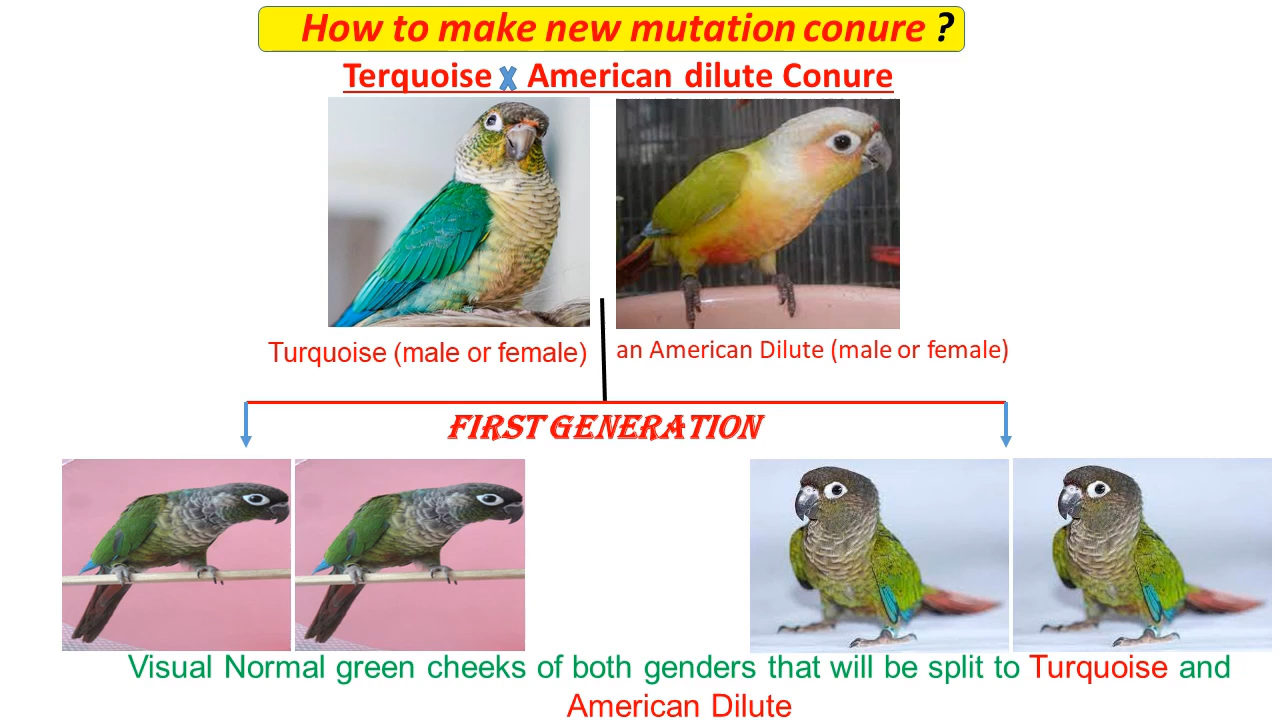 How to make new mutation conure ?
Terquoise x American dilute Conure
Turquoise (male or female)
an American Dilute (male or female)
FIRST GENERATION
Visual Normal green cheeks of both genders that will be split to Turquoise and
American Dilute